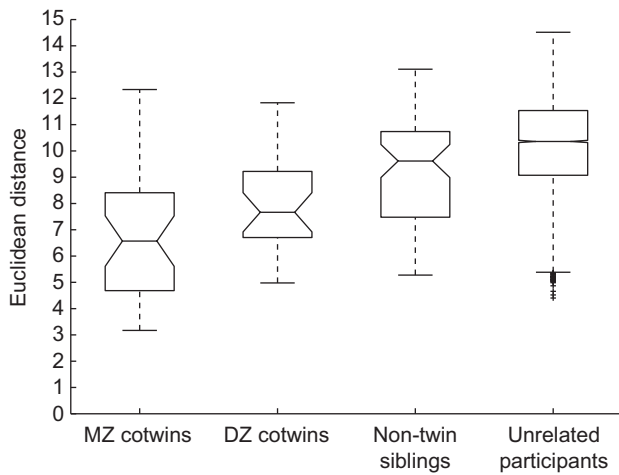 15
14
13
12
11
10
9
8
7
6
5
4
3
2
1
0
Euclidean distance
MZ cotwins
DZ cotwins
Non-twin
siblings
Unrelated
participants